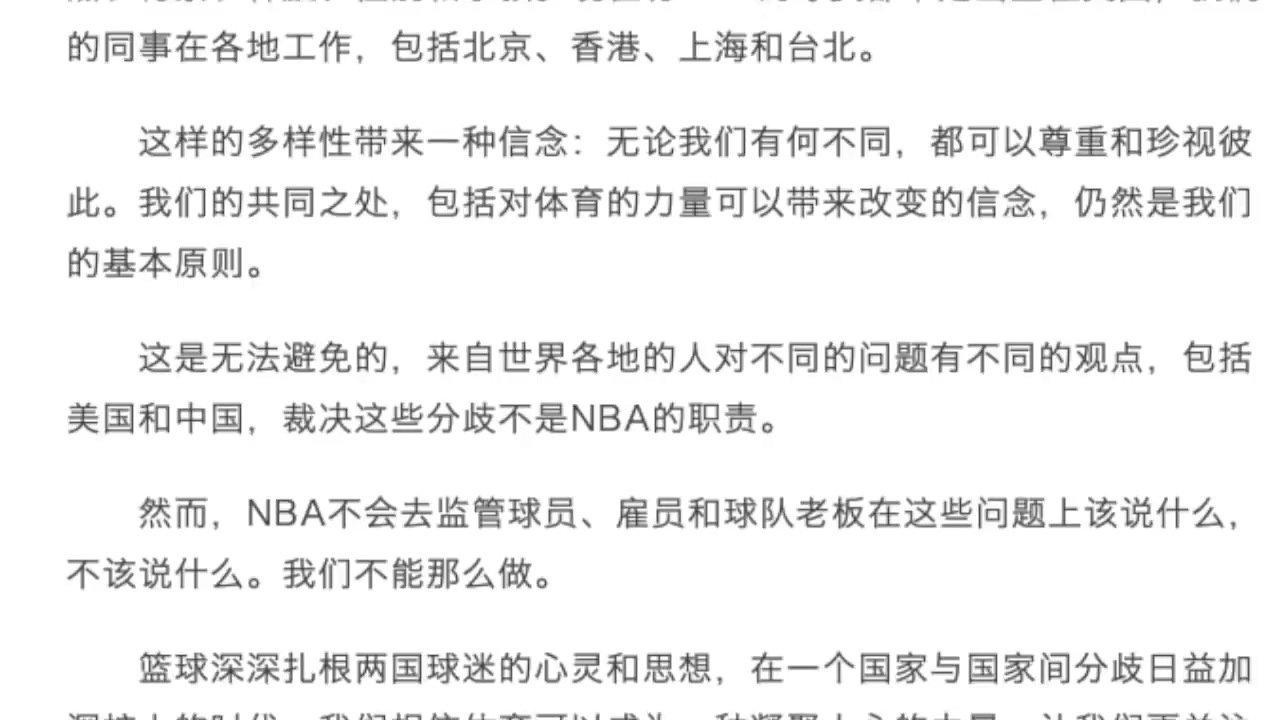 的同事在各地工作，包括北京、香港、上海和台北。
这样的多样性带来一种信念：无论我们有何不同，都可以尊重和珍视彼
此。我们的共同之处，包括对体育的力量可以带来改变的信念，仍然是我们
的基本原则。
这是无法避免的，来自世界各地的人对不同的问题有不同的观点，包括
美国和中国，裁决这些分歧不是NBA的职责。
然而，NBA不会去监管球员、雇员和球队老板在这些问题上该说什么，
不该说什么。我们不能那么做。
篮球深深扎根两国球迷的心灵和思想，在一个国家与国家间分歧日益加